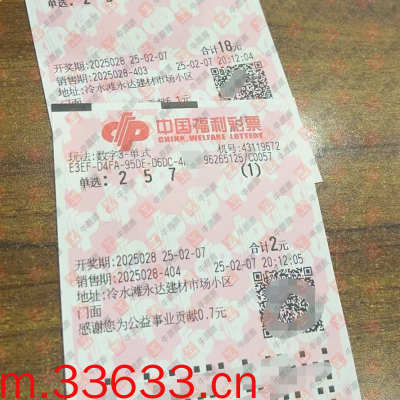 单选: 2 5
开奖期:2025028 25-02-07 合计18元
销售期:2025028-403 25-02-07 20:12:04
地址:冷水滩永达建材市场小区
门面
中国福利彩票
CHINA WELFARE LOTTERY
玩法:数字3-单式 机号:43119672
E3EF-D4FA-95DE-D6DC-4 96265125/C0057
单选: 2 5 7 (1)
开奖期:2025028 25-02-07 合计2元
销售期:2025028-404 25-02-07 20:12:05
地址:冷水滩永达建材市场小区
门面
感谢您为公益事业贡献0.7元
m.33633.cn